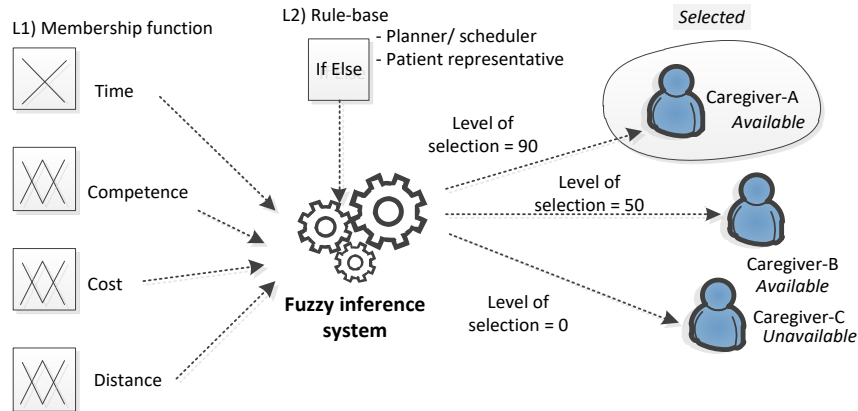 L1) Membership function
Time
Competence
Cost
Distance
L2) Rule-base
- Planner/ scheduler
- Patient representative
If Else
Fuzzy inference
system
Level of
selection = 90
Level of
selection = 50
Level of
selection = 0
Selected
Caregiver-A
Available
Caregiver-B
Available
Caregiver-C
Unavailable